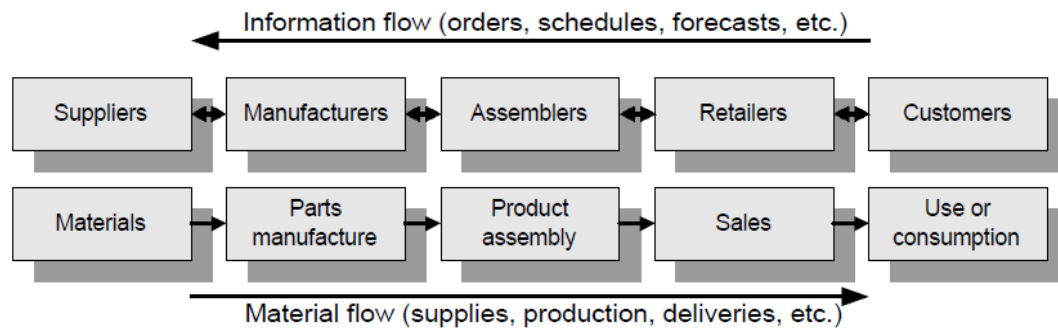 Information flow (orders, schedules, forecasts, etc.)
Suppliers
Manufacturers
Assemblers
Retailers
Customers
Materials
Parts
manufacture
Product
assembly
Sales
Use or
consumption
Material flow (supplies, production, deliveries, etc.)